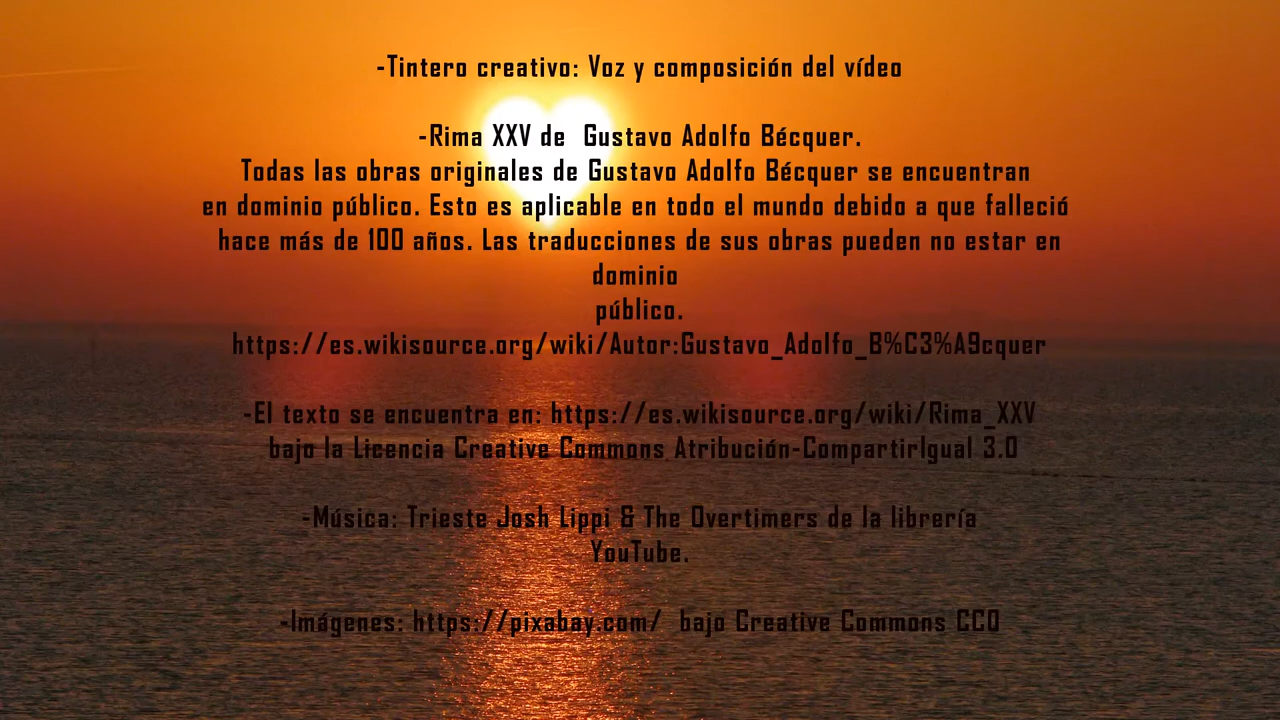 -Tintero creativo: Voz y composición del vídeo
-Rima XXV de Gustavo Adolfo Bécquer.
Todas las obras originales de Gustavo Adolfo Bécquer se encuentran
en dominio público. Esto es aplicable en todo el mundo debido a que falleció
hace más de 100 años. Las traducciones de sus obras pueden no estar en
dominio
público.
https://es.wikisource.org/wiki/Autor:Gustavo_Adolfo_B%C3%A9cquer
-El texto se encuentra en: https://es.wikisource.org/wiki/Rima_XXV
bajo la Licencia Creative Commons Atribución-CompartirIgual 3.0
-Música: Trieste Josh Lippi & The Overtimers de la librería
YouTube.
-Imágenes: https://pixabay.com/ bajo Creative Commons CC0